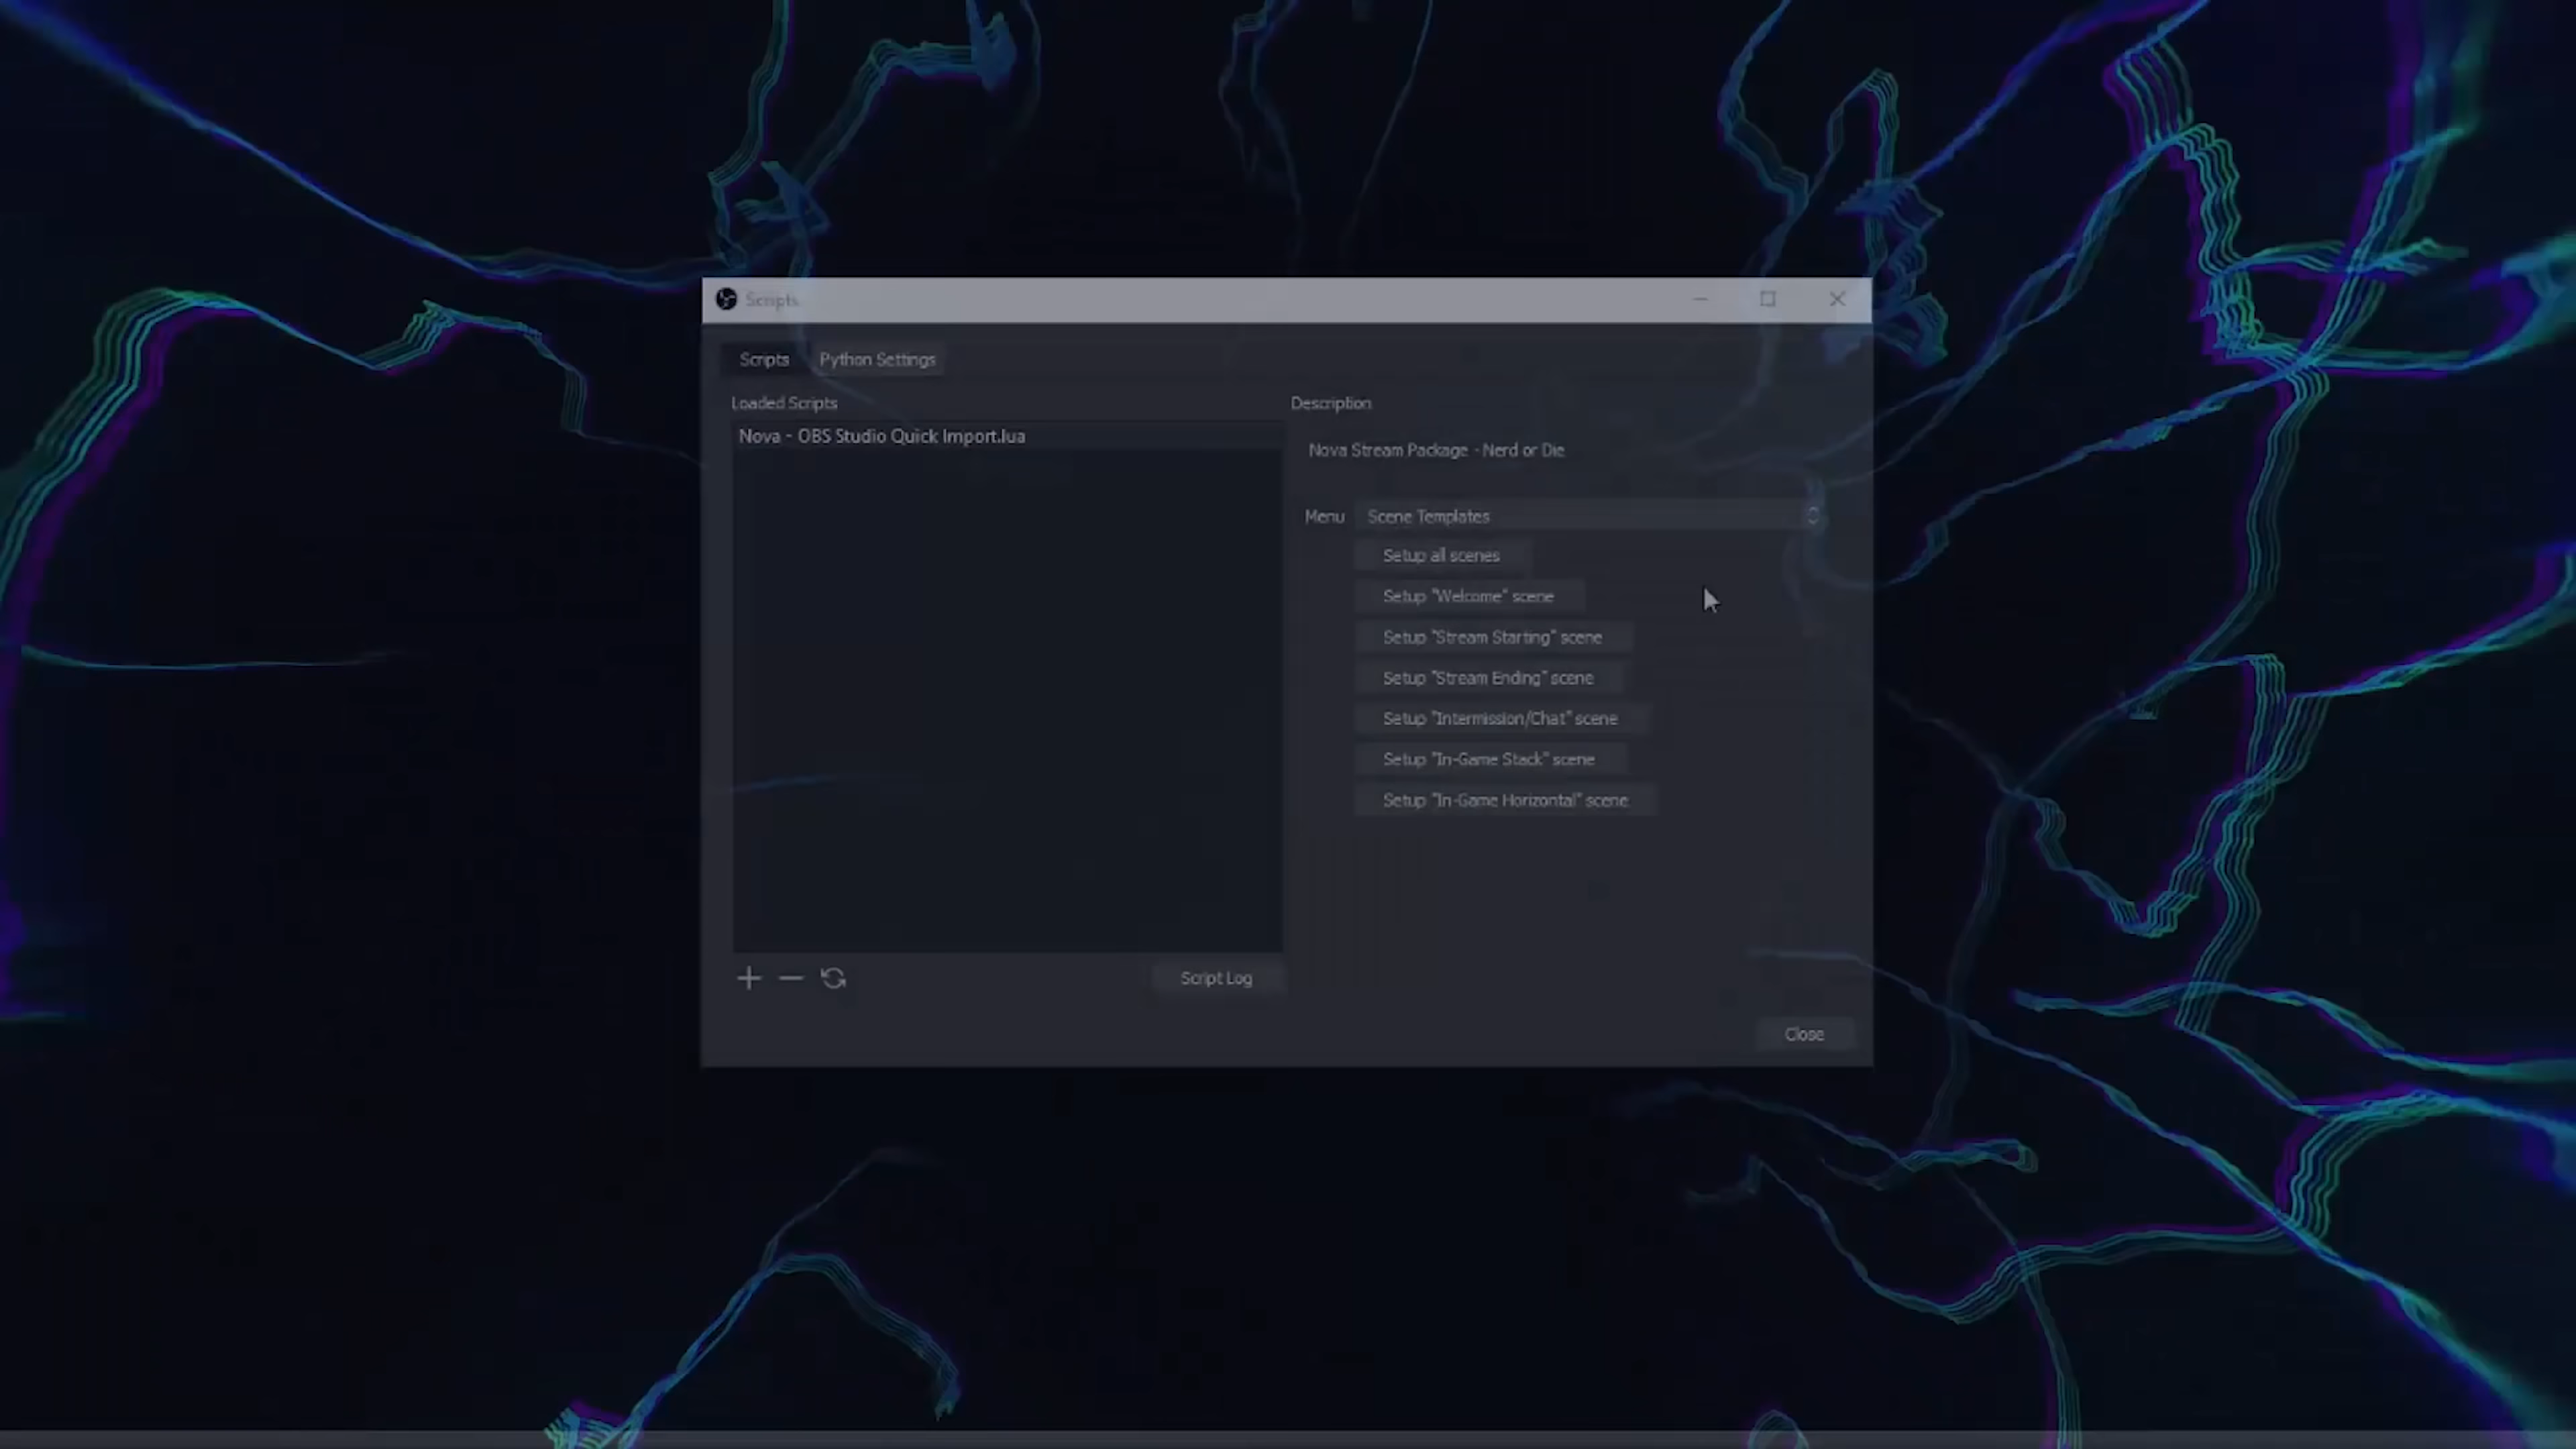 Scripts
Scripts
Python Settings
Loaded Scripts
Nova - OBS Studio Quick Import.lua
Script Log
Description
Nova Stream Package - Nerd or Die
Menu
Scene Templates
Setup all scenes
Setup "Welcome" scene
Setup "Stream Starting" scene
Setup "Stream Ending" scene
Setup "Intermission/Chat" scene
Setup "In-Game Stack" scene
Setup "In-Game Horizontal" scene
Close